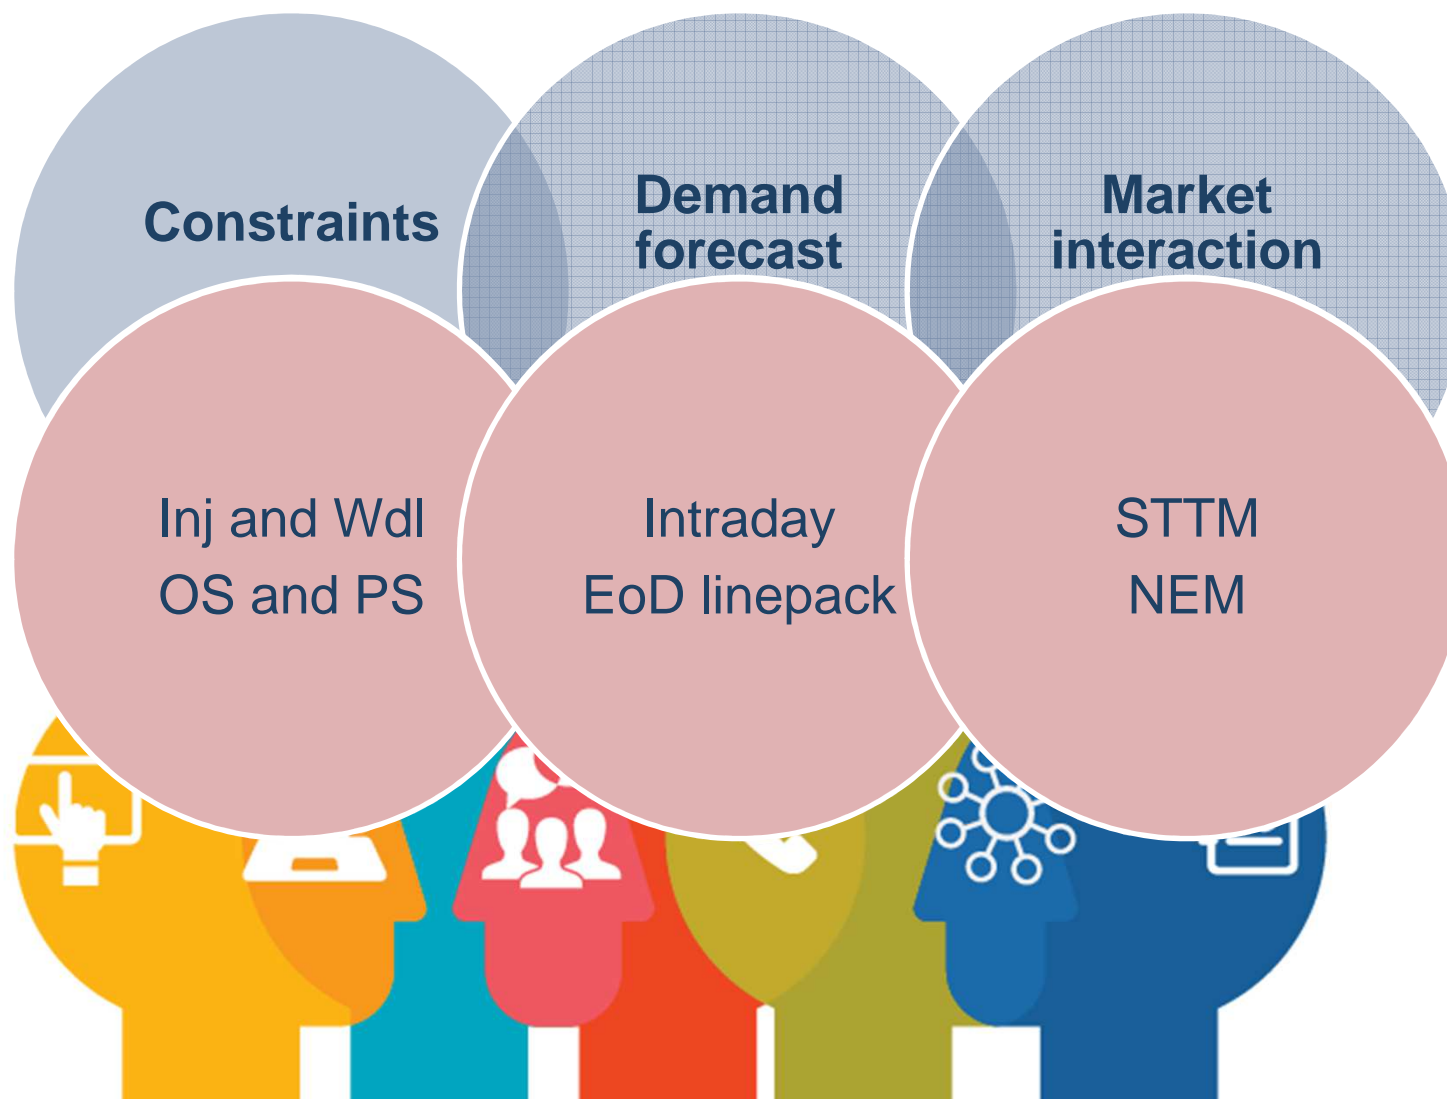 Constraints
Demand
forecast
Market
interaction
Inj and Wdl
OS and PS
Intraday
EoD linepack
STTM
NEM